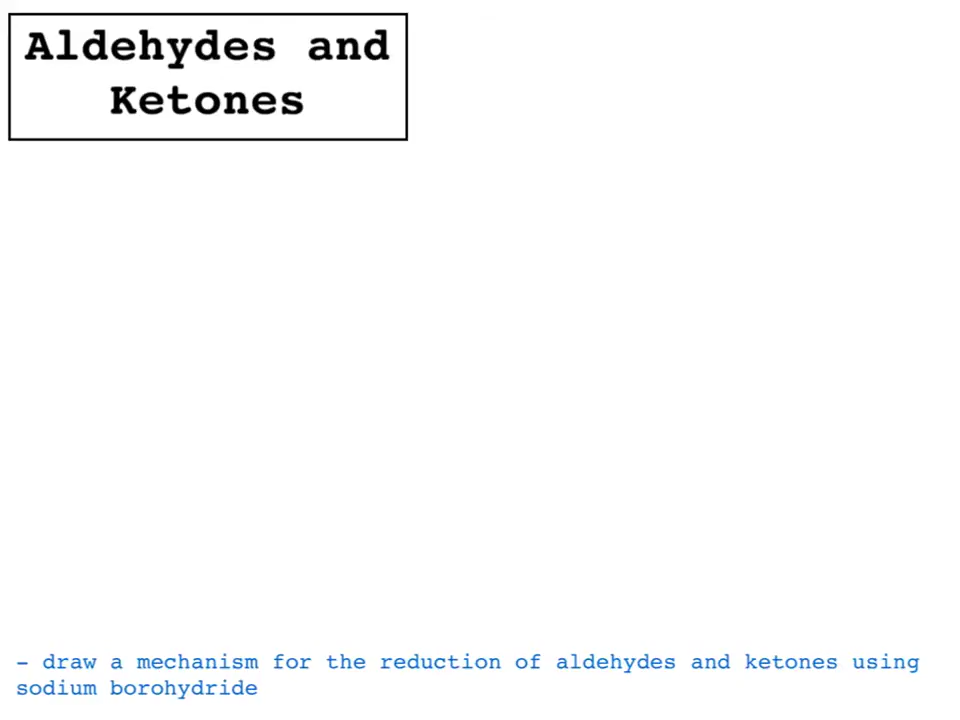 Aldehydes and
Ketones
- draw a mechanism for the reduction of aldehydes and ketones using
sodium borohydride